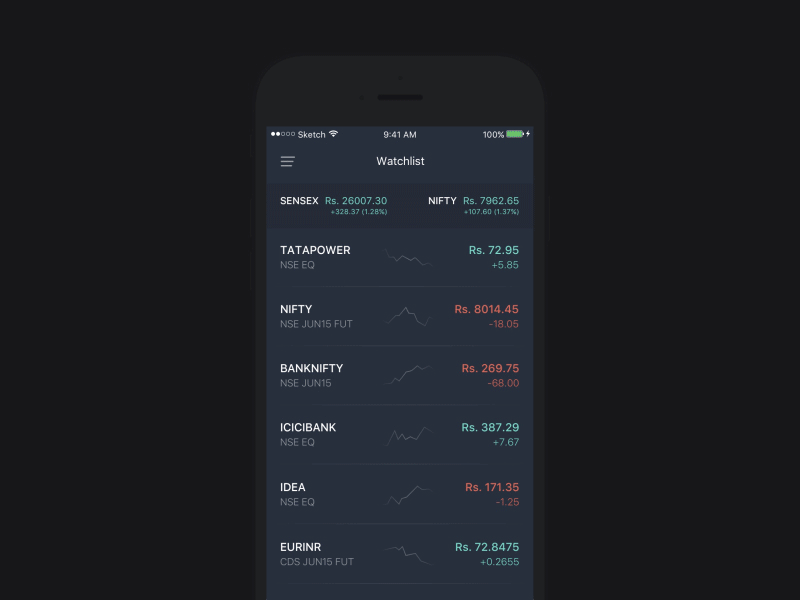 Sketch 9:41 AM 100%
Watchlist
SENSEX Rs. 26007.30 NIFTY Rs. 7962.65
+328.37 (1.28%) +107.60 (1.37%)
TATAPOWER Rs. 72.95
NSE EQ +5.85
NIFTY Rs. 8014.45
NSE JUN15 FUT -18.05
BANKNIFTY Rs. 269.75
NSE JUN15 -68.00
ICICIBANK Rs. 387.29
NSE EQ +7.67
IDEA Rs. 171.35
NSE EQ -1.25
EURINR Rs. 72.8475
CDS JUN15 FUT +0.2655